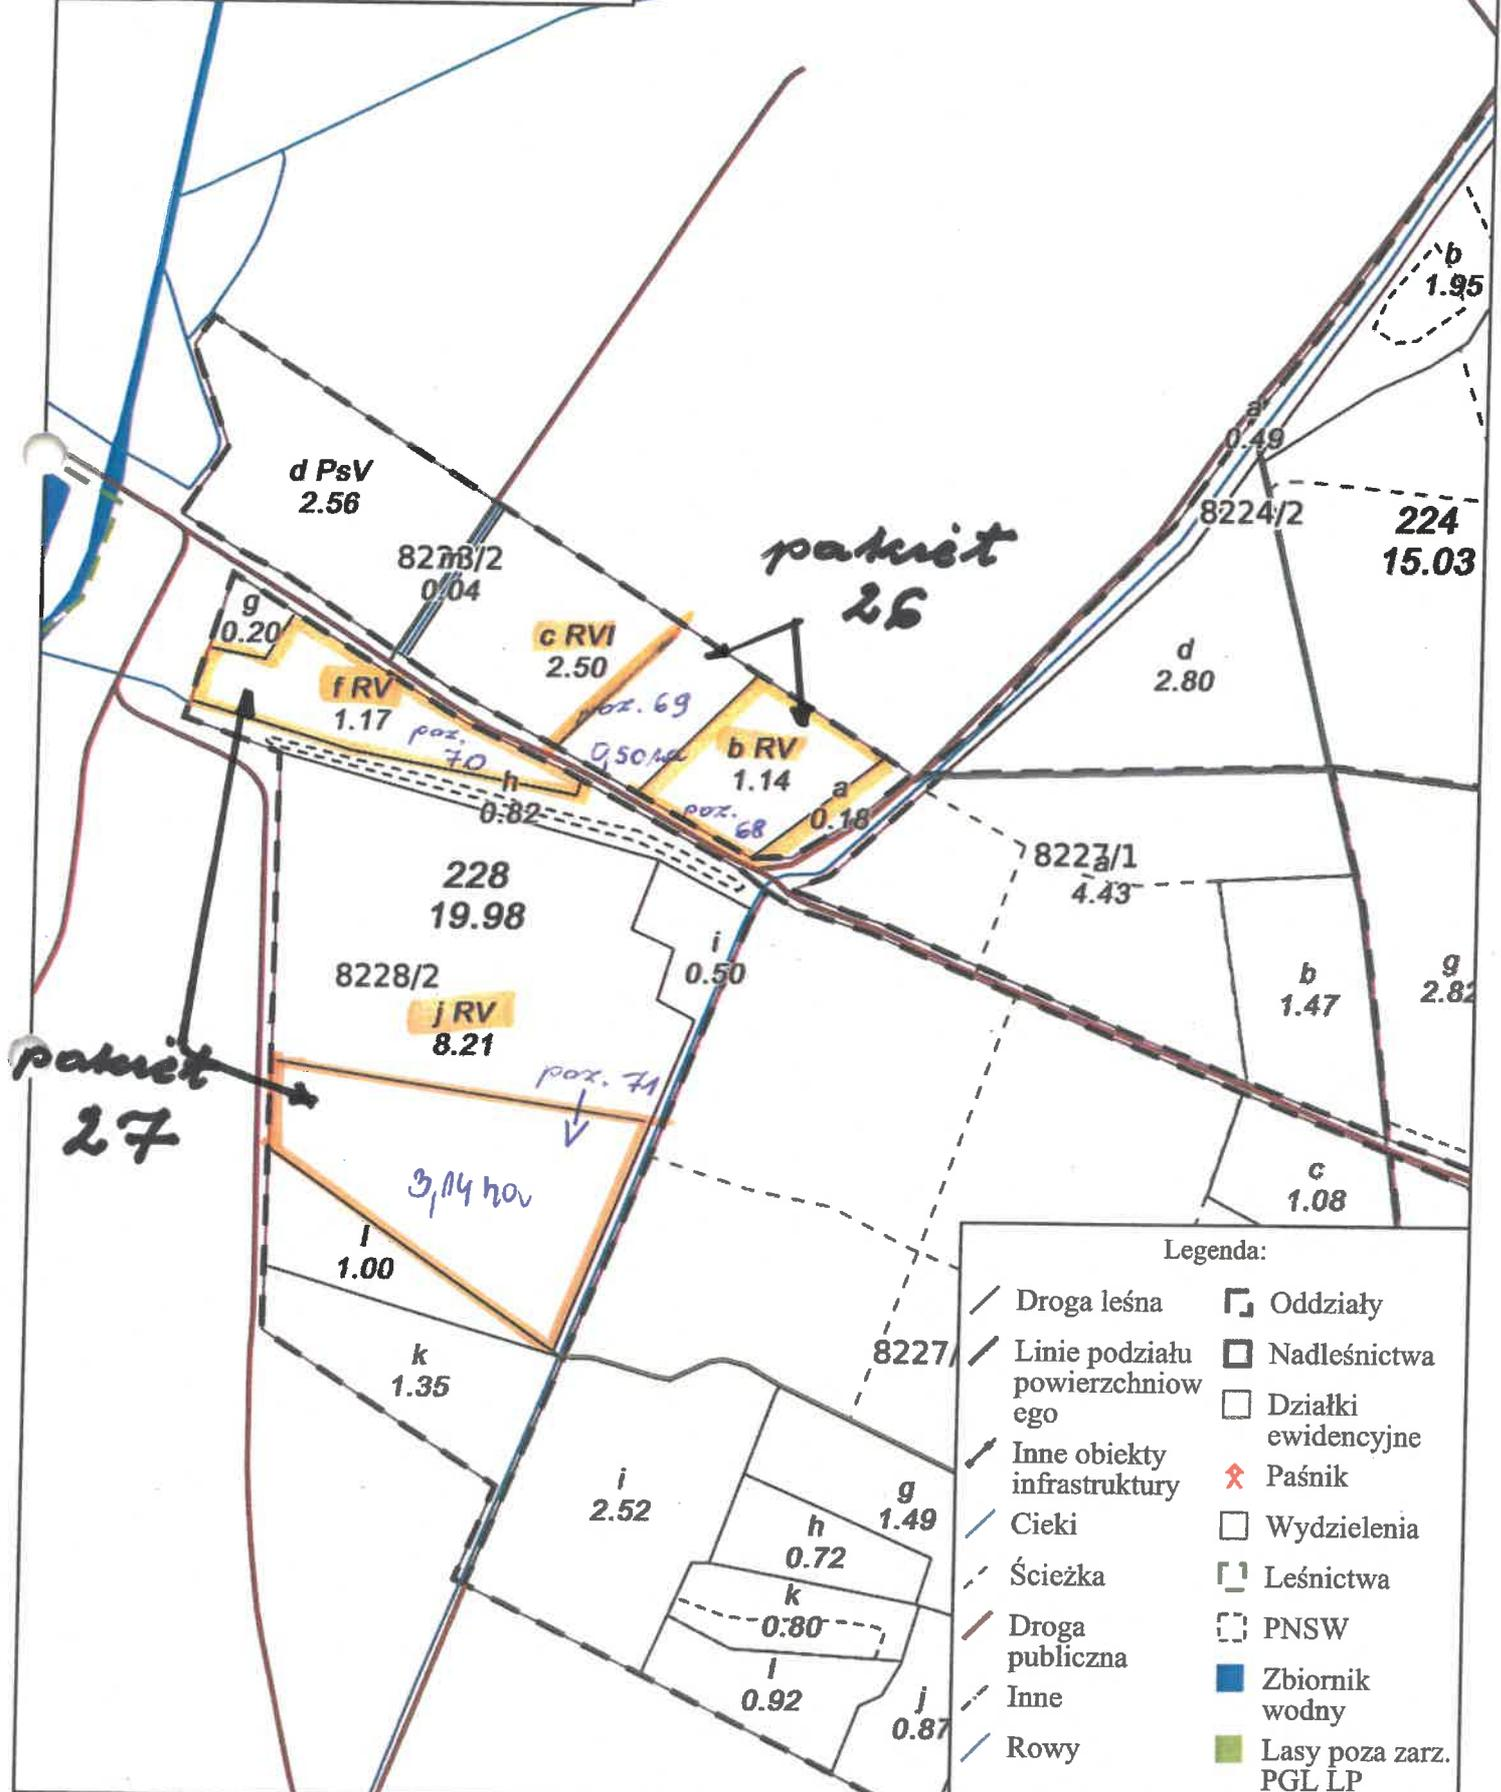 b
1.95
a
0.49
8224/2
224
15.03
d PsV
2.56
0.04
pakiet
26
g
0.20
c RVI
2.50
d
2.80
f RV
1.17
poz. 69
0,50 ha
poz.
70
b RV
1.14
a
0.18
h
0.82
poz.
68
a
4.43
228
19.98
i
0.50
b
1.47
g
2.82
8228/2
j RV
8.21
pakiet
27
poz. 71
3,14 ha
c
1.08
l
1.00
k
1.35
8227/
i
2.52
g
1.49
h
0.72
k
0.80
l
0.92
j
0.87
Legenda:
Droga leśna
Linie podziału
powierzchniow
ego
Inne obiekty
infrastruktury
Cieki
Ścieżka
Droga
publiczna
Inne
Rowy
Oddziały
Nadleśnictwa
Działki
ewidencyjne
Paśnik
Wydzielenia
Leśnictwa
PNSW
Zbiornik
wodny
Lasy poza zarz.
PGL LP